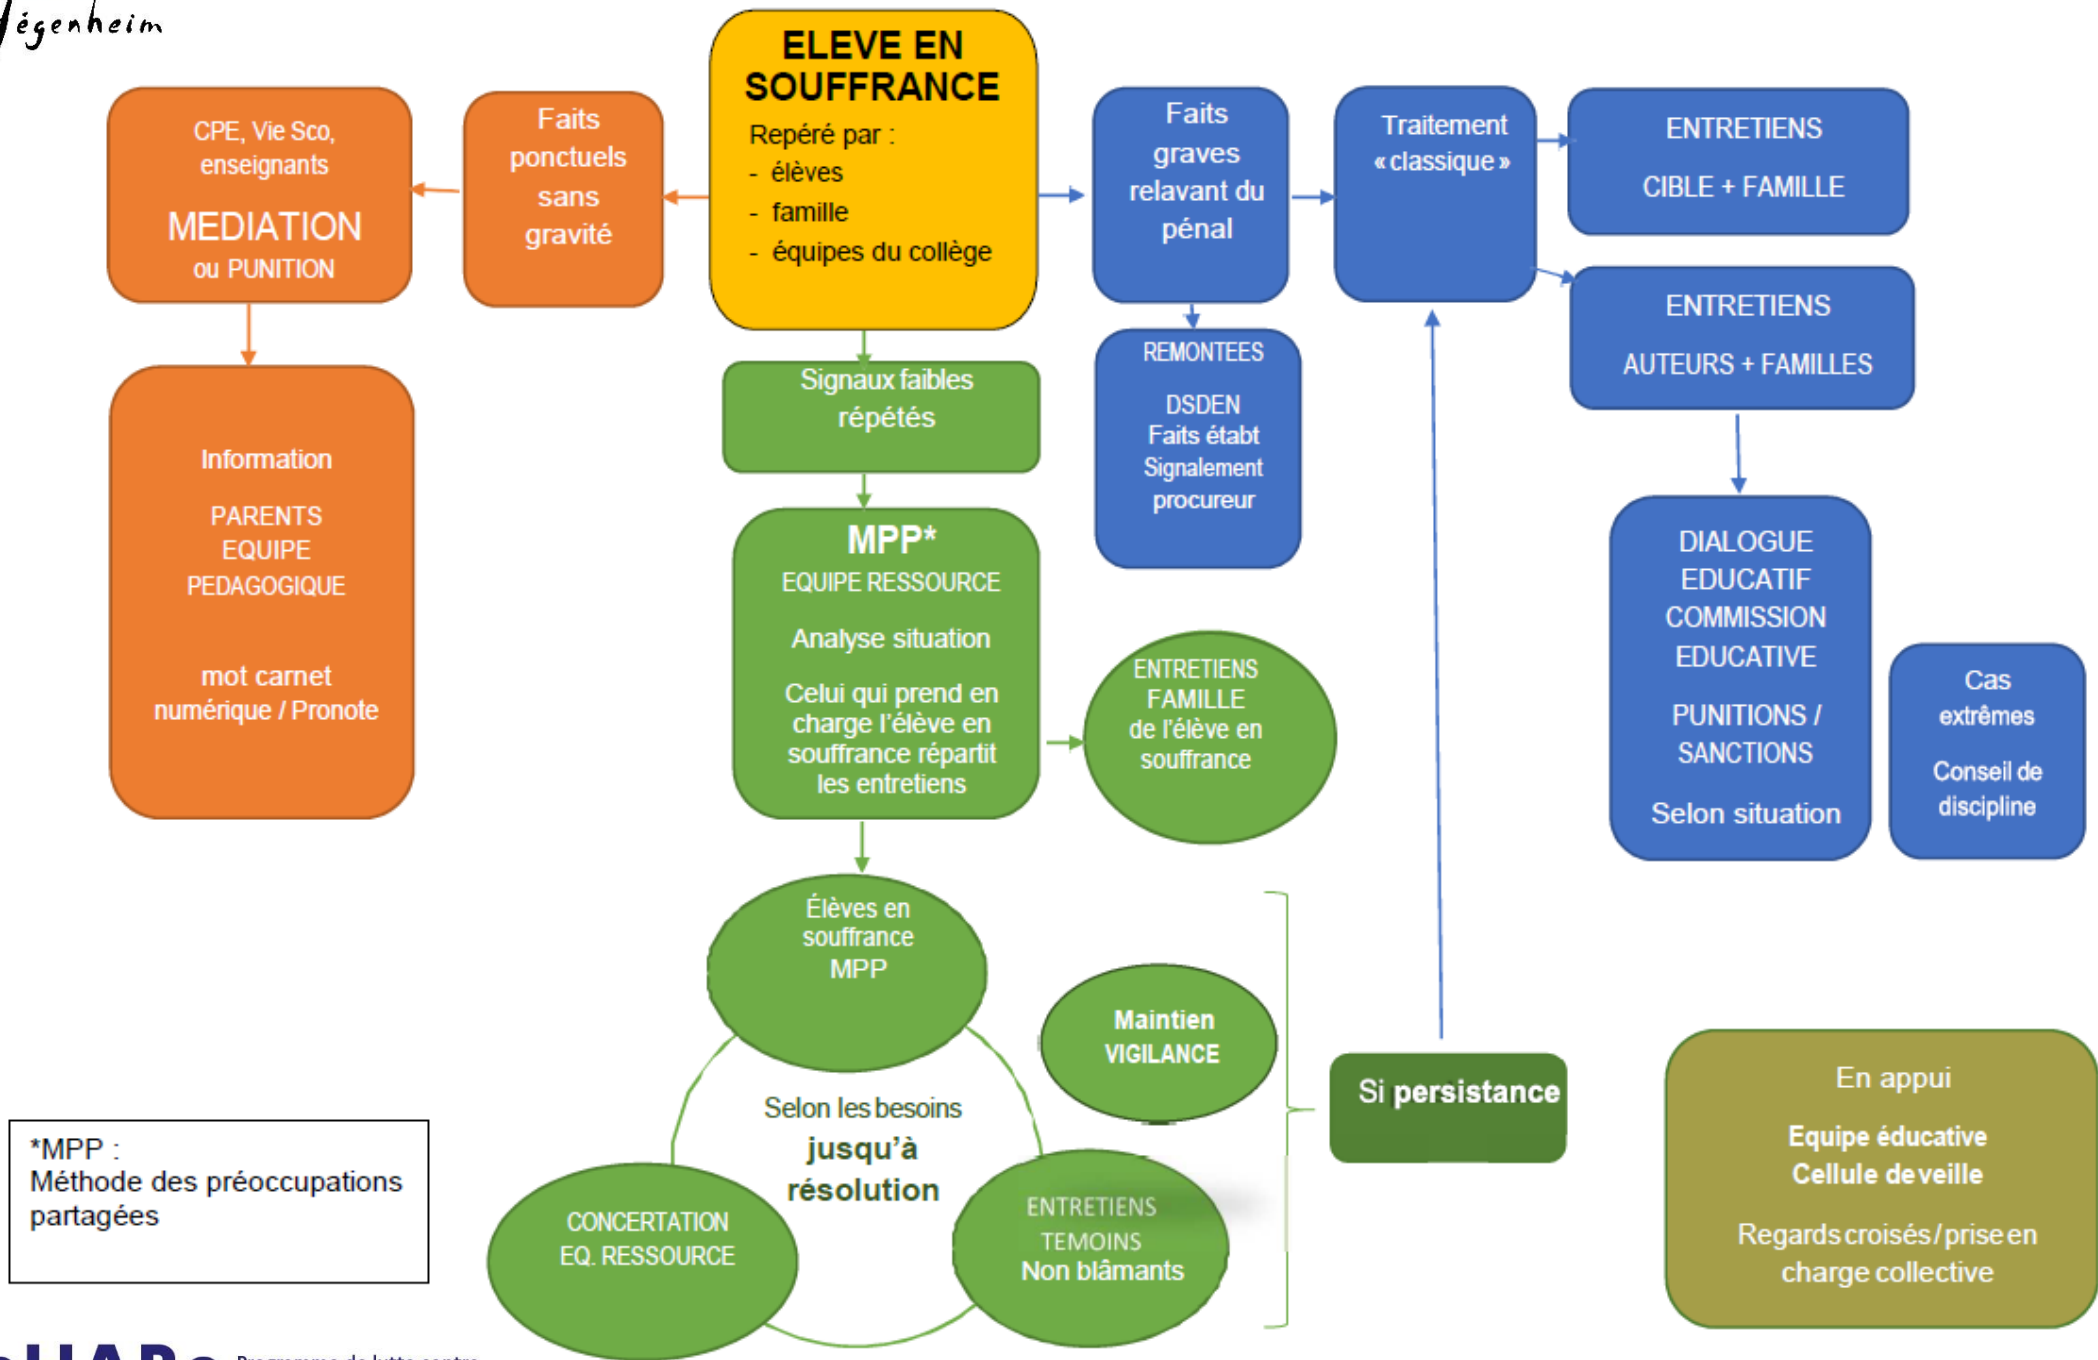 égenheim
ELEVE EN
SOUFFRANCE
Repéré par :
- élèves
- famille
- équipes du collège
Faits
ponctuels
sans
gravité
CPE, Vie Sco,
enseignants
MEDIATION
ou PUNITION
Information
PARENTS
EQUIPE
PEDAGOGIQUE
mot carnet
numérique / Pronote
Signaux faibles
répétés
MPP*
EQUIPE RESSOURCE
Analyse situation
Celui qui prend en
charge l'élève en
souffrance répartit
les entretiens
ENTRETIENS
FAMILLE
de l'élève en
souffrance
Élèves en
souffrance
MPP
Selon les besoins
jusqu'à
résolution
CONCERTATION
EQ. RESSOURCE
ENTRETIENS
TEMOINS
Non blâmants
Maintien
VIGILANCE
Si persistance
Faits
graves
relavant du
pénal
REMONTEES
DSDEN
Faits étabt
Signalement
procureur
Traitement
« classique »
ENTRETIENS
CIBLE + FAMILLE
ENTRETIENS
AUTEURS + FAMILLES
DIALOGUE
EDUCATIF
COMMISSION
EDUCATIVE
PUNITIONS /
SANCTIONS
Selon situation
Cas
extrêmes
Conseil de
discipline
En appui
Equipe éducative
Cellule de veille
Regards croisés / prise en
charge collective
*MPP :
Méthode des préoccupations
partagées